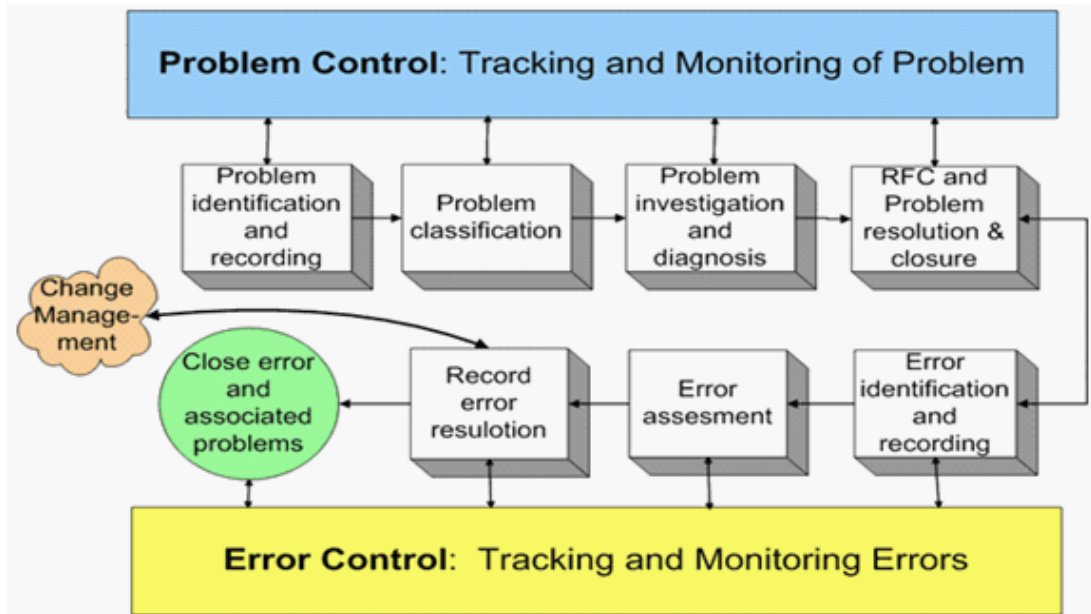 Problem Control: Tracking and Monitoring of Problem
Problem
identification
and
recording
Problem
classification
Problem
investigation
and
diagnosis
RFC and
Problem
resolution &
closure
Change
Manage-
ment
Close error
and
associated
problems
Record
error
resulotion
Error
assesment
Error
identification
and
recording
Error Control:  Tracking and Monitoring Errors